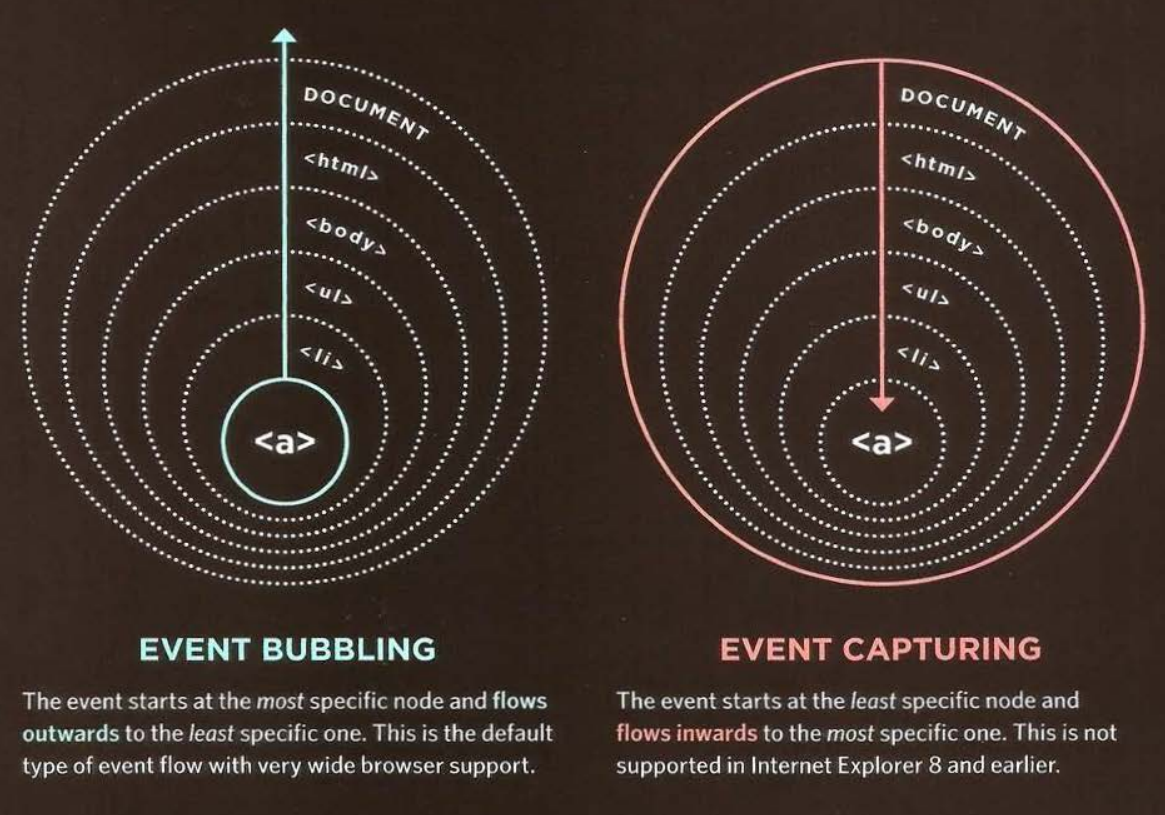 DOCUMENT
<html>
<body>
<ul>
<li>
<a>
EVENT BUBBLING
The event starts at the most specific node and flows
outwards to the least specific one. This is the default
type of event flow with very wide browser support.
DOCUMENT
<html>
<body>
<ul>
<li>
<a>
EVENT CAPTURING
The event starts at the least specific node and
flows inwards to the most specific one. This is not
supported in Internet Explorer 8 and earlier.